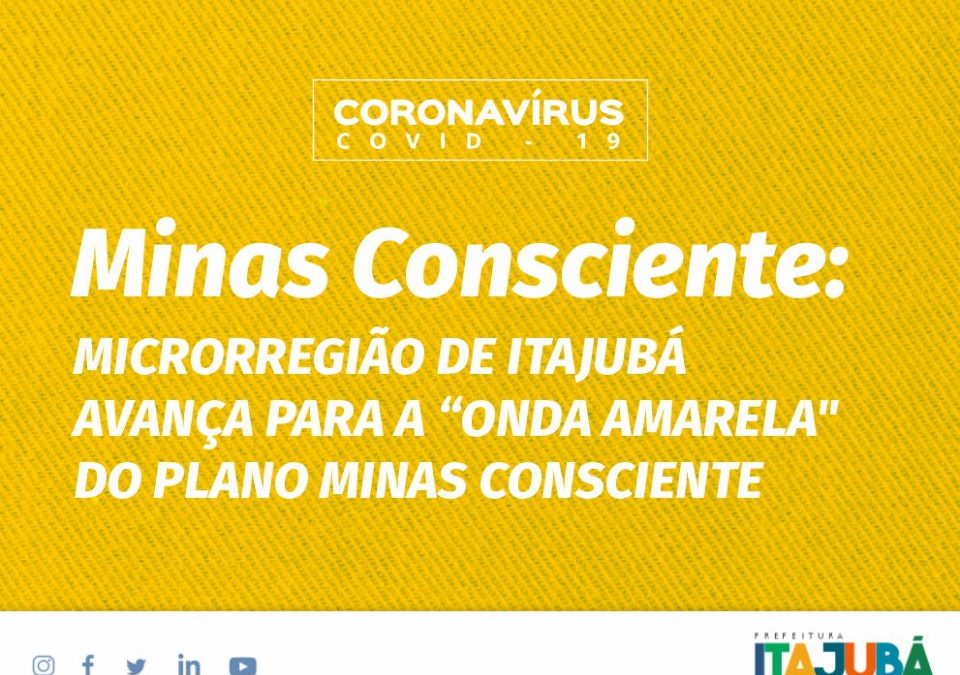 CORONAVÍRUS
COVID - 19
Minas Consciente:
MICRORREGIÃO DE ITAJUBÁ
AVANÇA PARA A “ONDA AMARELA"
DO PLANO MINAS CONSCIENTE
PREFEITURA
ITAJUBÁ